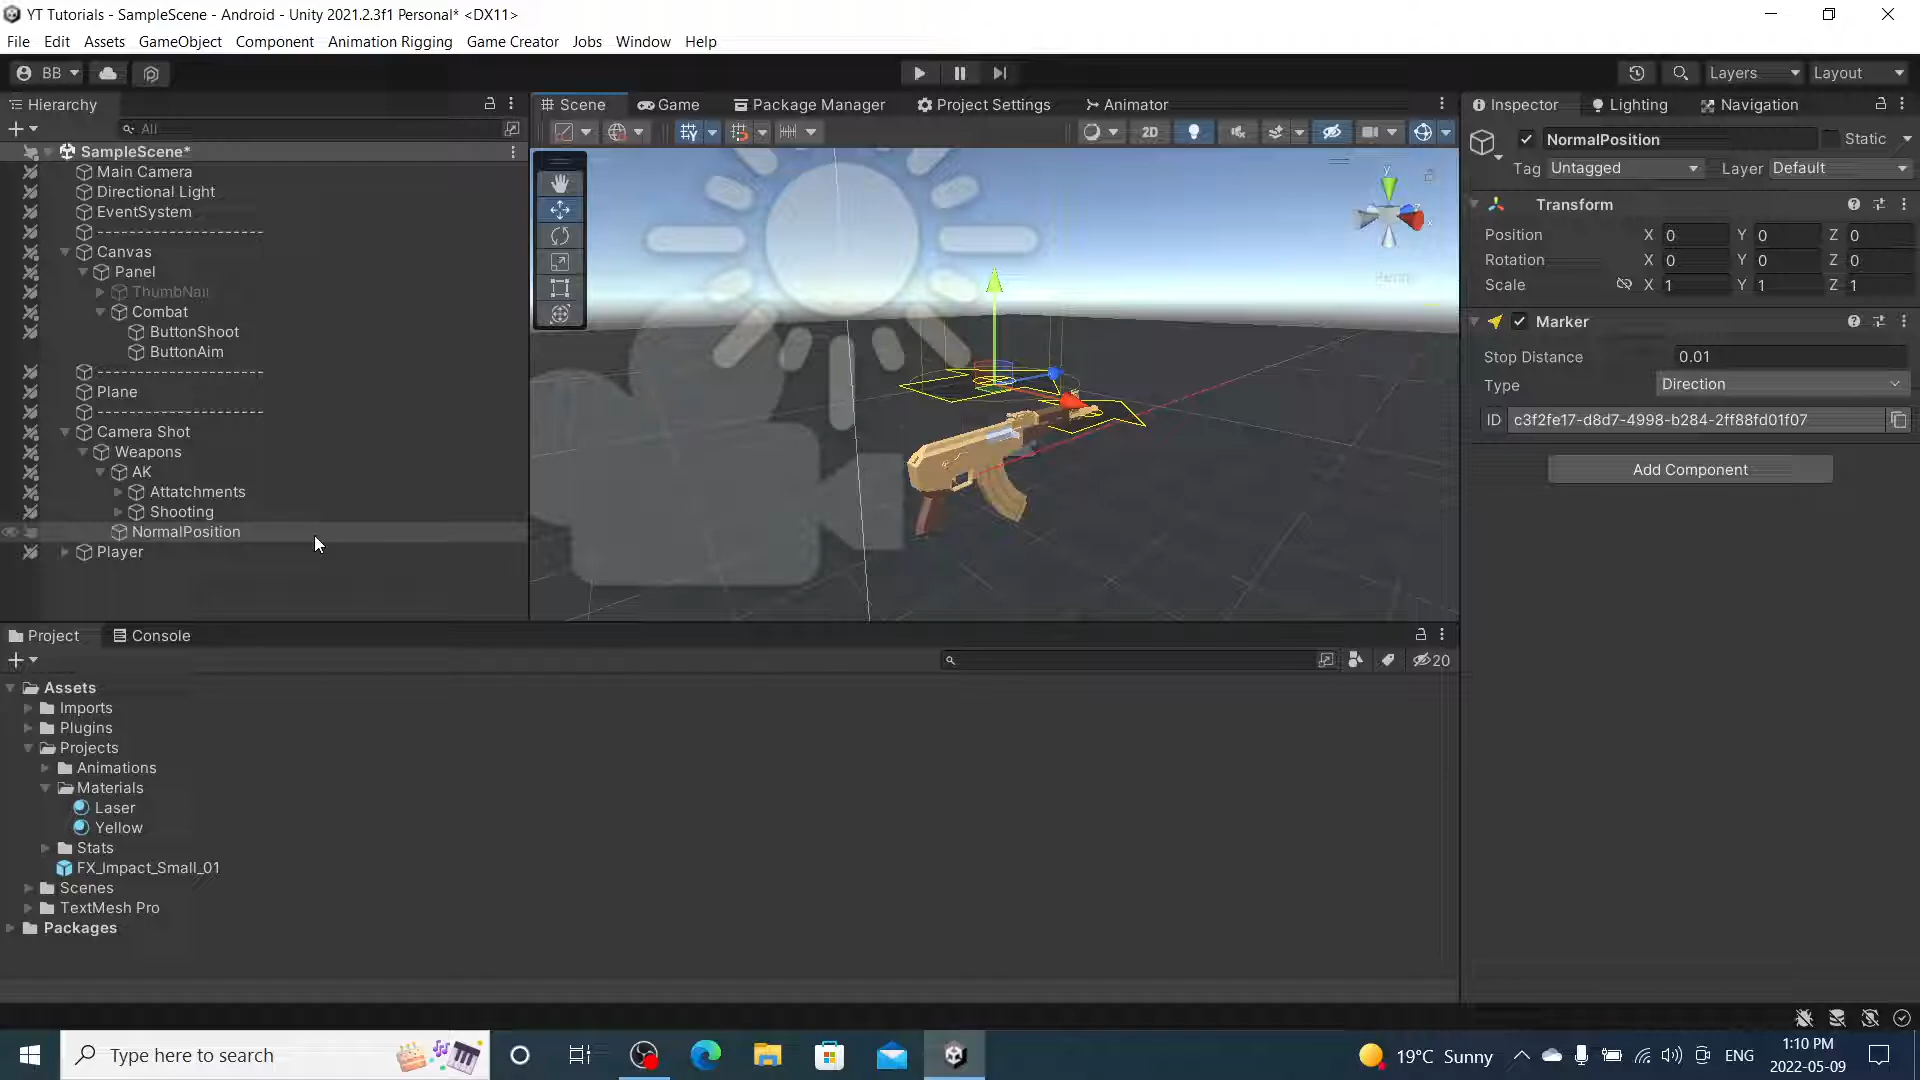 YT Tutorials - SampleScene - Android - Unity 2021.2.3f1 Personal* <DX11>
File Edit Assets GameObject Component Animation Rigging Game Creator Jobs Window Help
BB Layers Layout
Hierarchy
All
SampleScene*
Main Camera
Directional Light
EventSystem
---------------------
Canvas
Panel
ThumbNail
Combat
ButtonShoot
ButtonAim
---------------------
Plane
---------------------
Camera Shot
Weapons
AK
Attatchments
Shooting
NormalPosition
Player
Scene Game Package Manager Project Settings Animator
2D
y
z
x
Persp
Inspector Lighting Navigation
NormalPosition Static
Tag Untagged Layer Default
Transform
Position X 0 Y 0 Z 0
Rotation X 0 Y 0 Z 0
Scale X 1 Y 1 Z 1
Marker
Stop Distance 0.01
Type Direction
ID c3f2fe17-d8d7-4998-b284-2ff88fd01f07
Add Component
Project Console
20
Assets
Imports
Plugins
Projects
Animations
Materials
Laser
Yellow
Stats
FX_Impact_Small_01
Scenes
TextMesh Pro
Packages
Type here to search
19°C Sunny
ENG
1:10 PM
2022-05-09